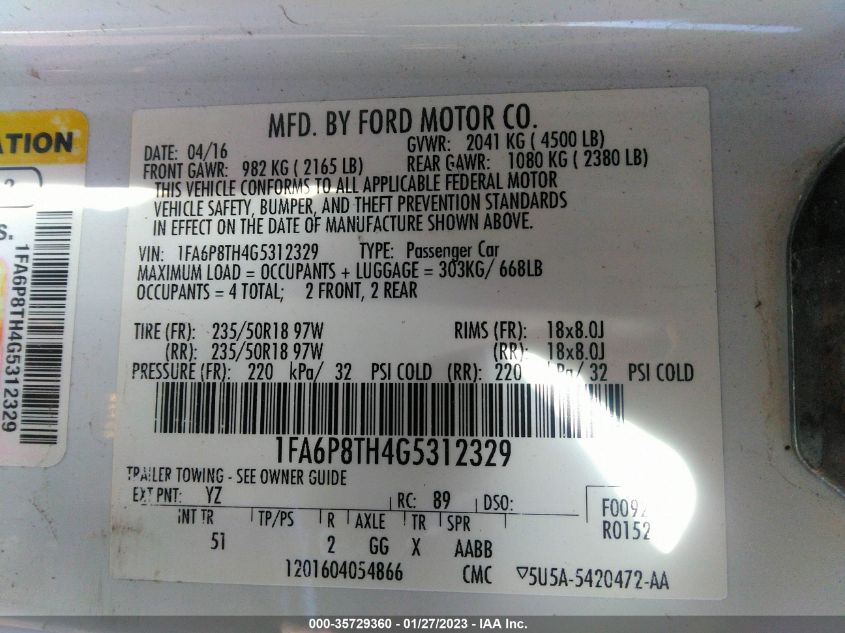 MFD. BY FORD MOTOR CO.
DATE: 04/16 GVWR: 2041 KG ( 4500 LB)
FRONT GAWR: 982 KG ( 2165 LB) REAR GAWR: 1080 KG ( 2380 LB)
THIS VEHICLE CONFORMS TO ALL APPLICABLE FEDERAL MOTOR
VEHICLE SAFETY, BUMPER, AND THEFT PREVENTION STANDARDS
IN EFFECT ON THE DATE OF MANUFACTURE SHOWN ABOVE.
VIN: 1FA6P8TH4G5312329 TYPE: Passenger Car
MAXIMUM LOAD = OCCUPANTS + LUGGAGE = 303KG/ 668LB
OCCUPANTS = 4 TOTAL; 2 FRONT, 2 REAR
TIRE (FR): 235/50R18 97W RIMS (FR): 18x8.0J
(RR): 235/50R18 97W (RR): 18x8.0J
PRESSURE (FR): 220 kPa/ 32 PSI COLD (RR): 220 kPa/ 32 PSI COLD
1FA6P8TH4G5312329
TRAILER TOWING - SEE OWNER GUIDE
EXT PNT: YZ RC: 89 DSO:
F0092
R0152
INT TR TP/PS R AXLE TR SPR
51 2 GG X AABB
1201604054866 CMC ▽5U5A-5420472-AA
ATION
2
S. 1FA6P8TH4G5312329
000-35729360 - 01/27/2023 - IAA Inc.